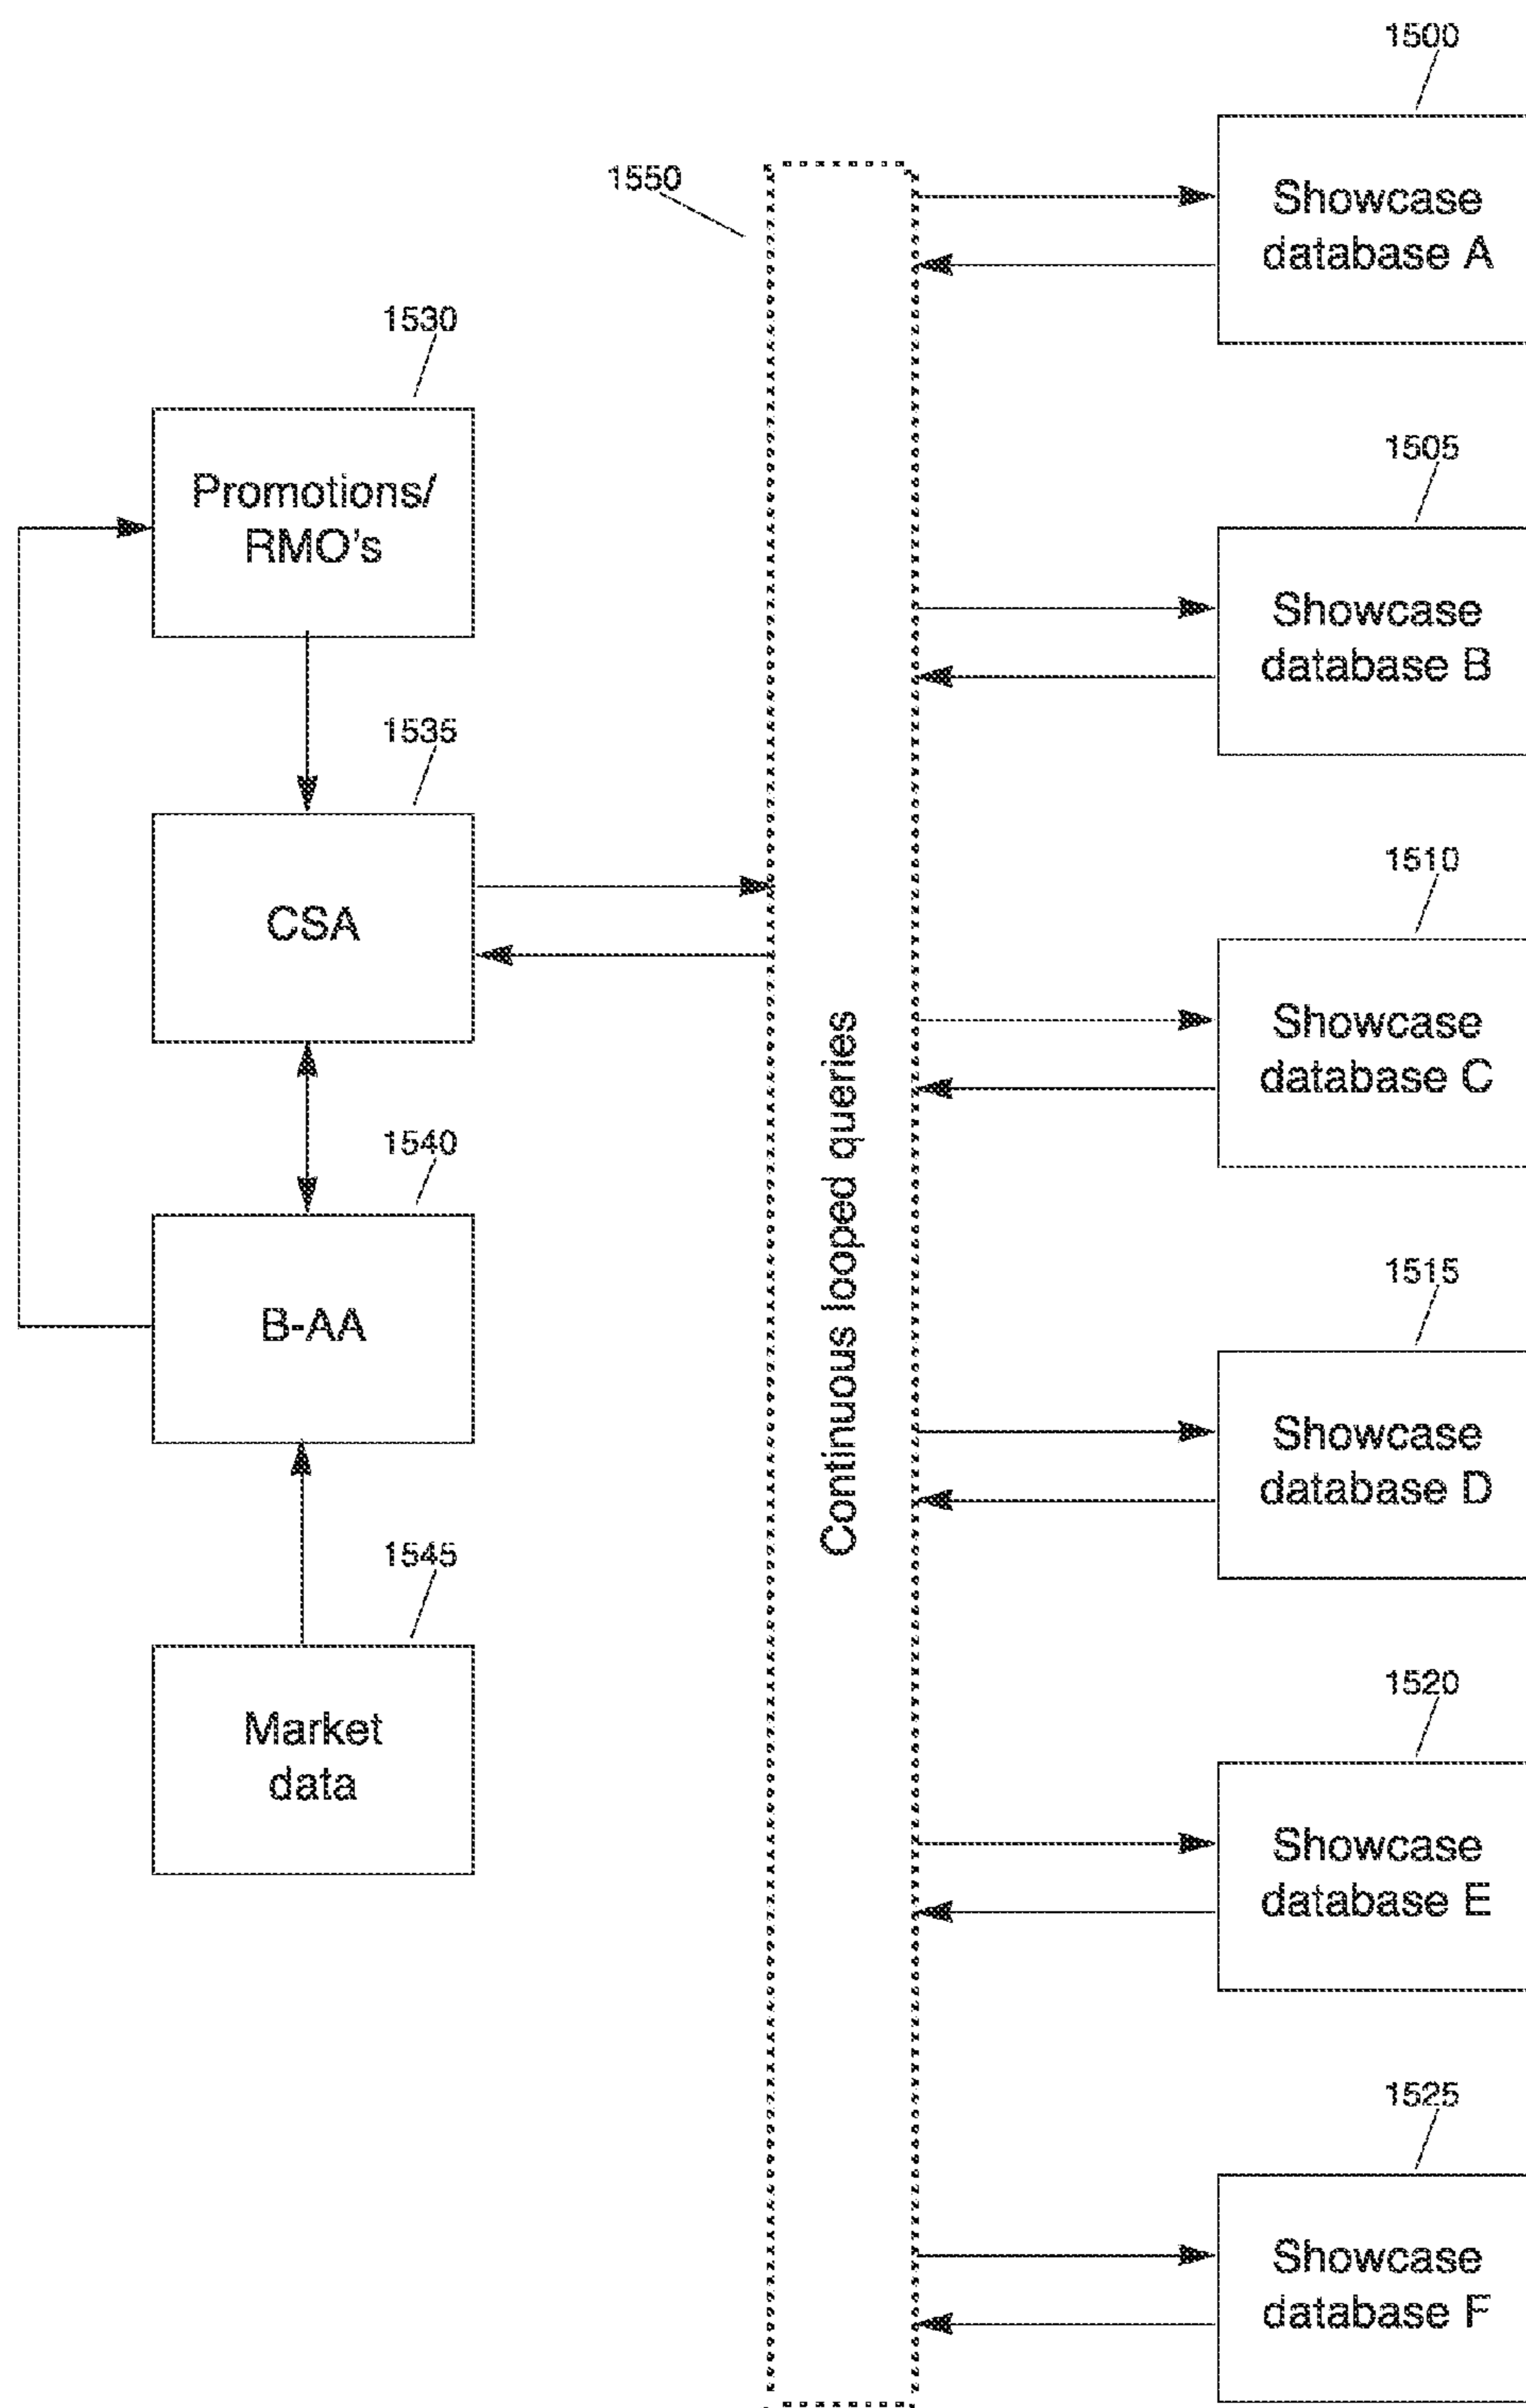 1500
Showcase
database A
1550
1530
Promotions/
RMO's
1505
Showcase
database B
1535
CSA
1510
Showcase
database C
Continuous looped queries
1540
B-AA
1515
Showcase
database D
1545
Market
data
1520
Showcase
database E
1525
Showcase
database F